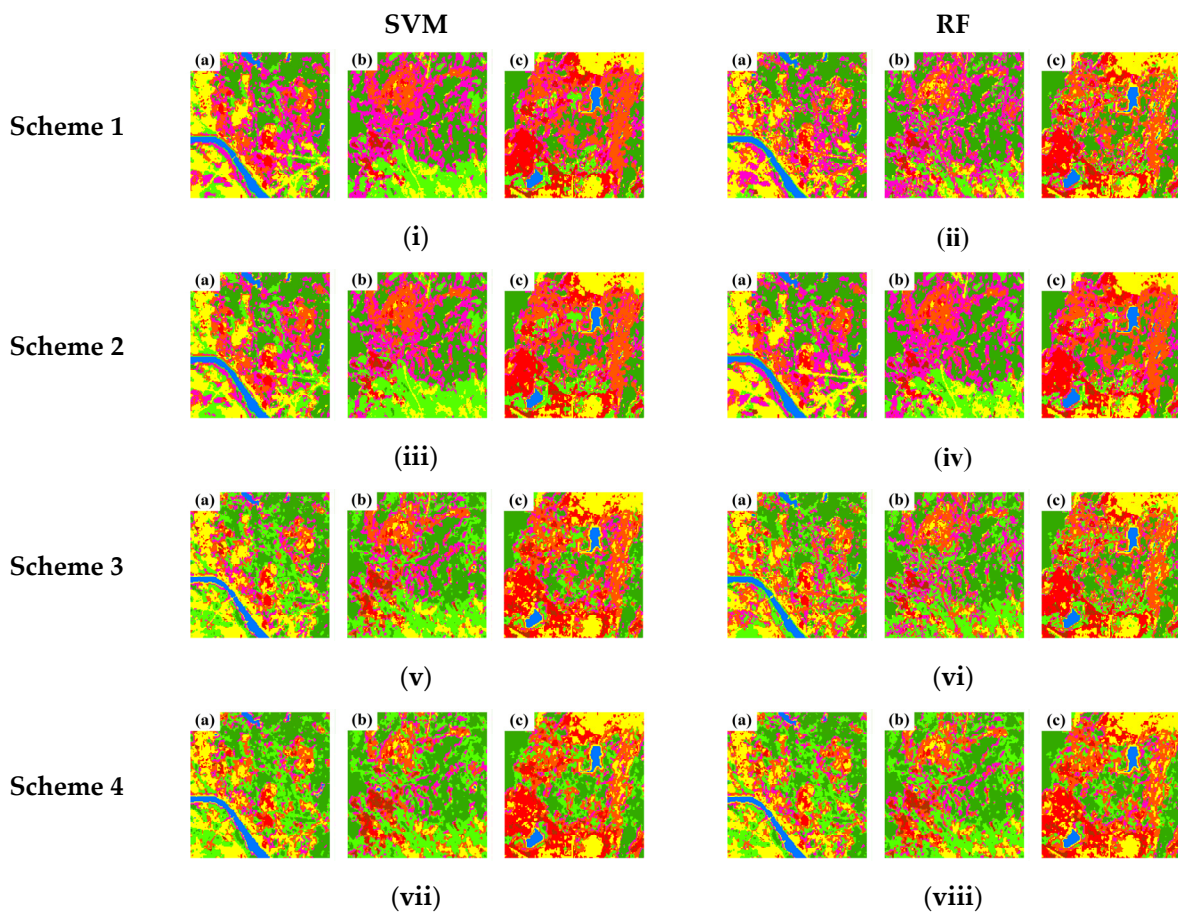 SVM RF
Scheme 1
(a) (b) (c) (a) (b) (c)
(i) (ii)
Scheme 2
(a) (b) (c) (a) (b) (c)
(iii) (iv)
Scheme 3
(a) (b) (c) (a) (b) (c)
(v) (vi)
Scheme 4
(a) (b) (c) (a) (b) (c)
(vii) (viii)